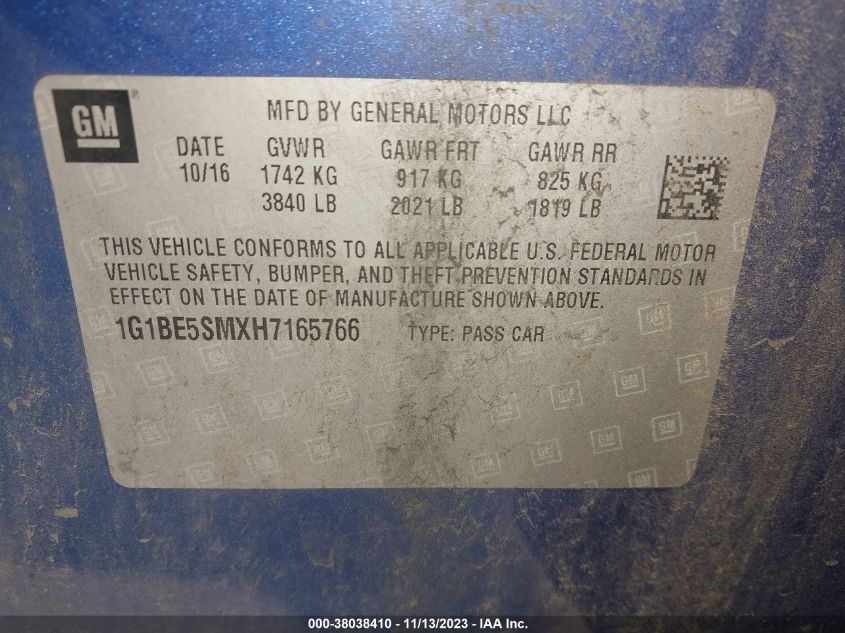 GM®
MFD BY GENERAL MOTORS LLC
DATE GVWR GAWR FRT GAWR RR
10/16 1742 KG 917 KG 825 KG
3840 LB 2021 LB 1819 LB
THIS VEHICLE CONFORMS TO ALL APPLICABLE U.S. FEDERAL MOTOR
VEHICLE SAFETY, BUMPER, AND THEFT PREVENTION STANDARDS IN
EFFECT ON THE DATE OF MANUFACTURE SHOWN ABOVE.
1G1BE5SMXH7165766 TYPE: PASS CAR
000-38038410 - 11/13/2023 - IAA Inc.